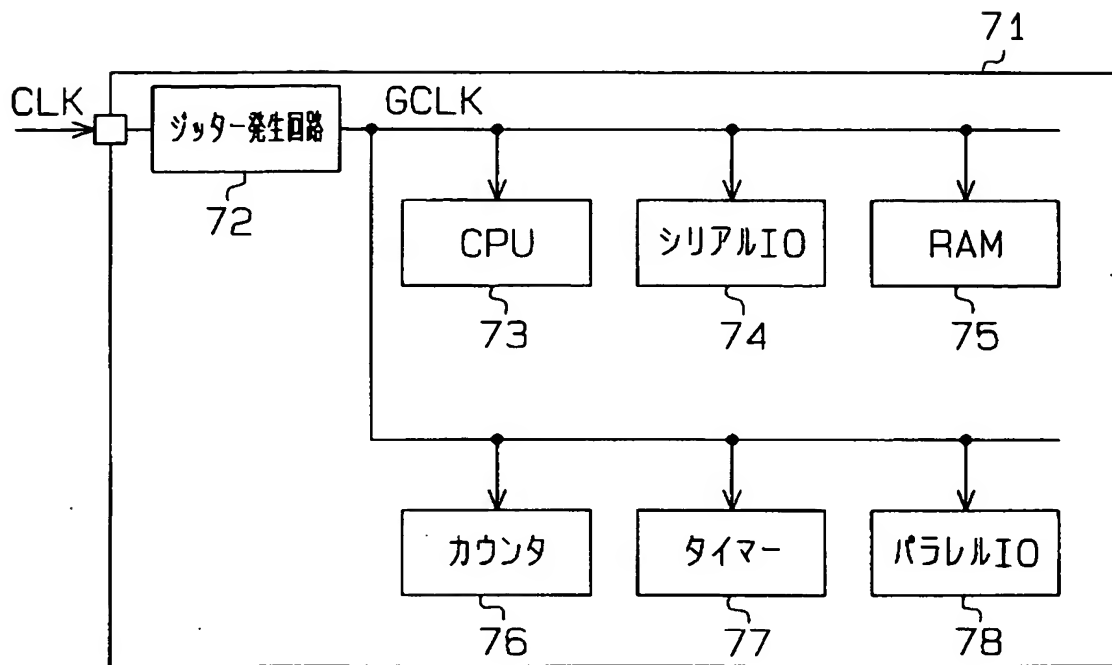 71
CLK
ジッター発生回路
GCLK
72
CPU
シリアルIO
RAM
73
74
75
カウンタ
タイマー
パラレルIO
76
77
78